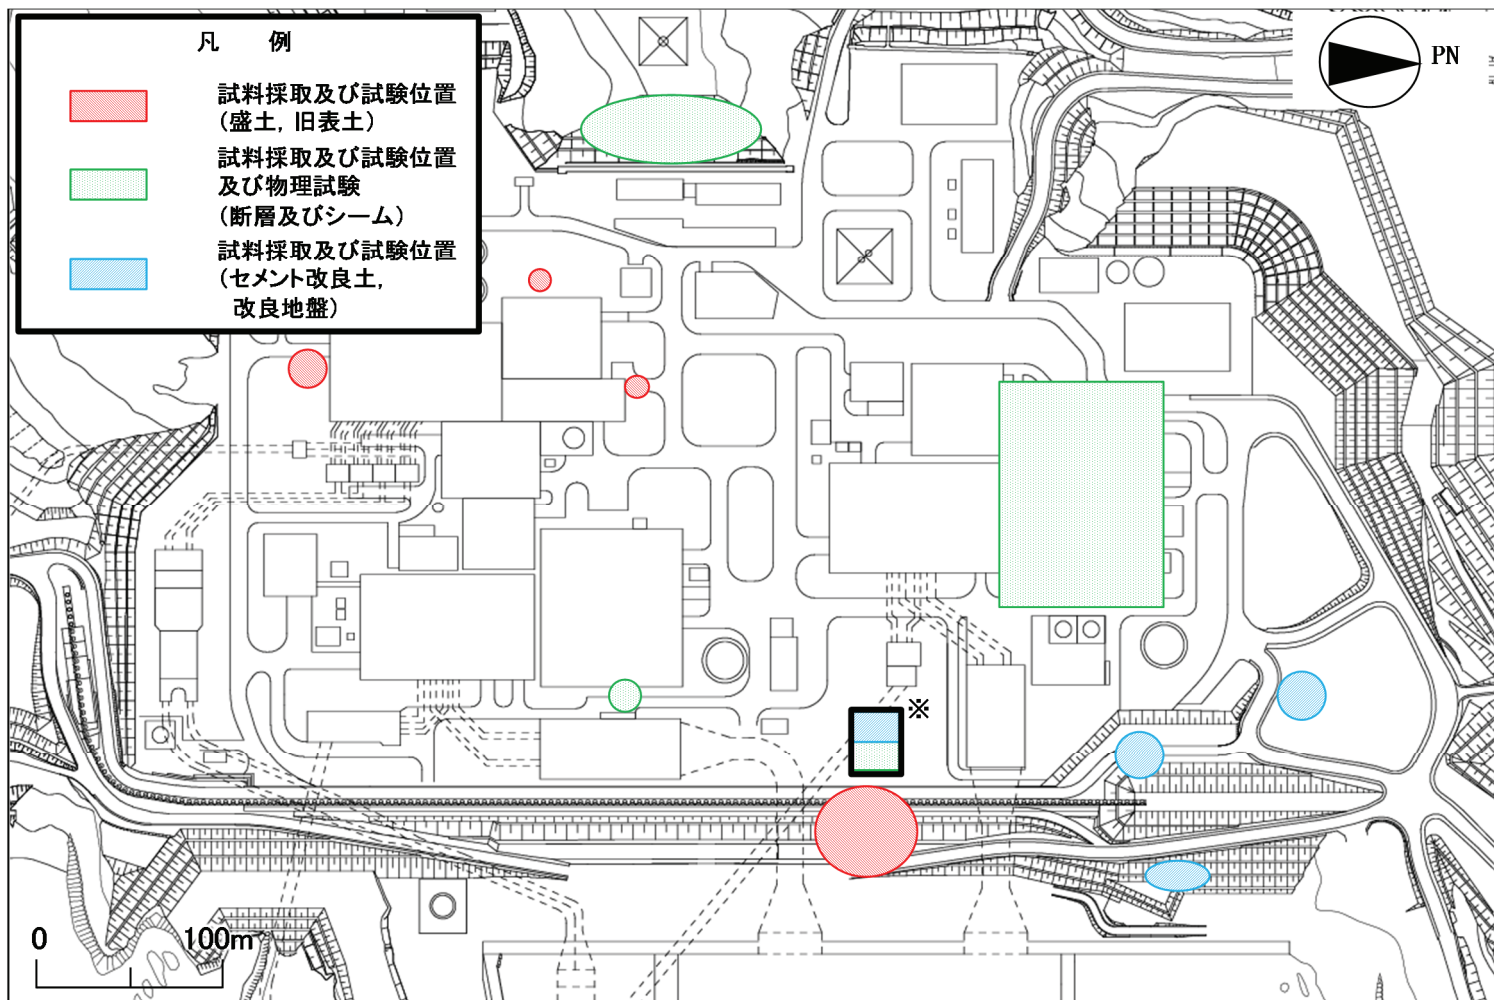 凡　例
試料採取及び試験位置
(盛土, 旧表土)
試料採取及び試験位置
及び物理試験
(断層及びシーム)
試料採取及び試験位置
(セメント改良土,
改良地盤)
PN
※
0 100m